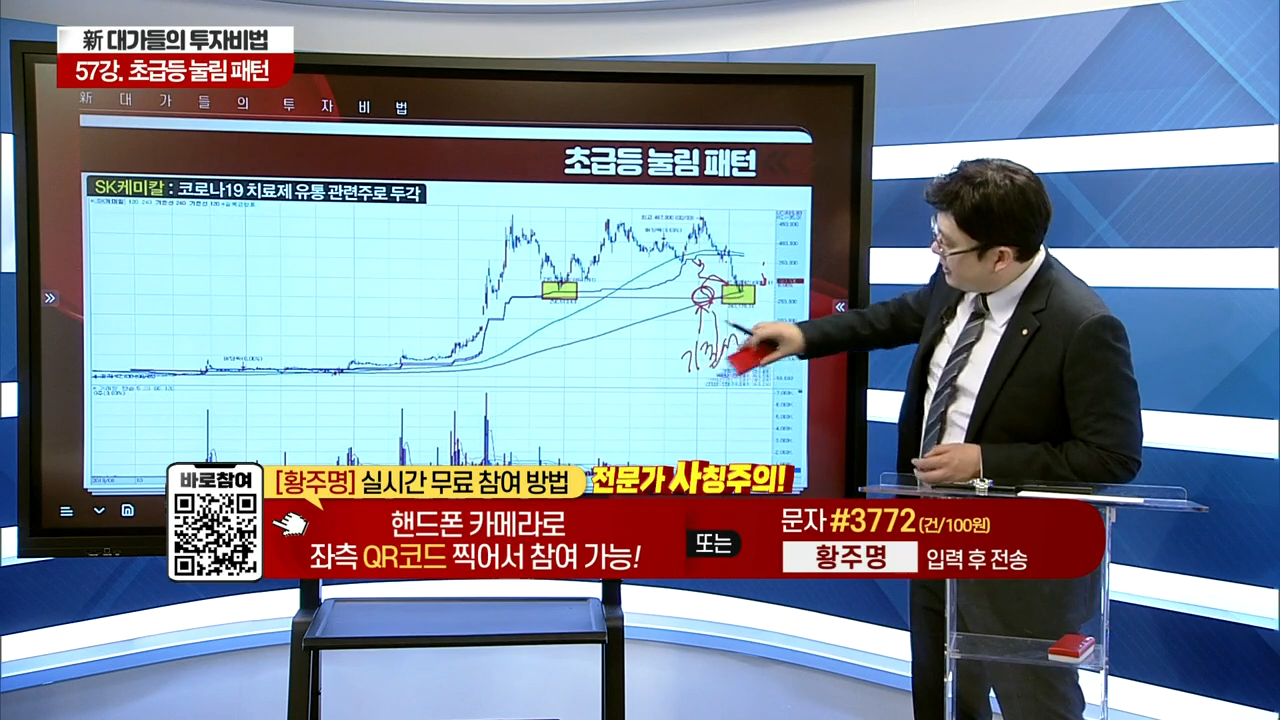 新 대가들의 투자비법
57강. 초급등 눌림 패턴
新 대 가 들 의 투 자 비 법
초급등 눌림 패턴
SK케미칼 : 코로나19 치료제 유통 관련주로 두각
기준선
바로참여
[황주명] 실시간 무료 참여 방법
전문가 사칭주의!
핸드폰 카메라로
좌측 QR코드 찍어서 참여 가능!
또는
문자 #3772 (건/100원)
황주명 입력 후 전송